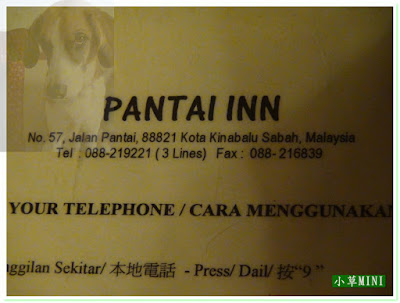 PANTAI INN
No. 57, Jalan Pantai, 88821 Kota Kinabalu Sabah, Malaysia
Tel : 088-219221 ( 3 Lines) Fax : 088- 216839
YOUR TELEPHONE / CARA MENGGUNAKAN
nggilan Sekitar/ 本地電話 - Press/ Dail/ 按“9 ”
小草MINI